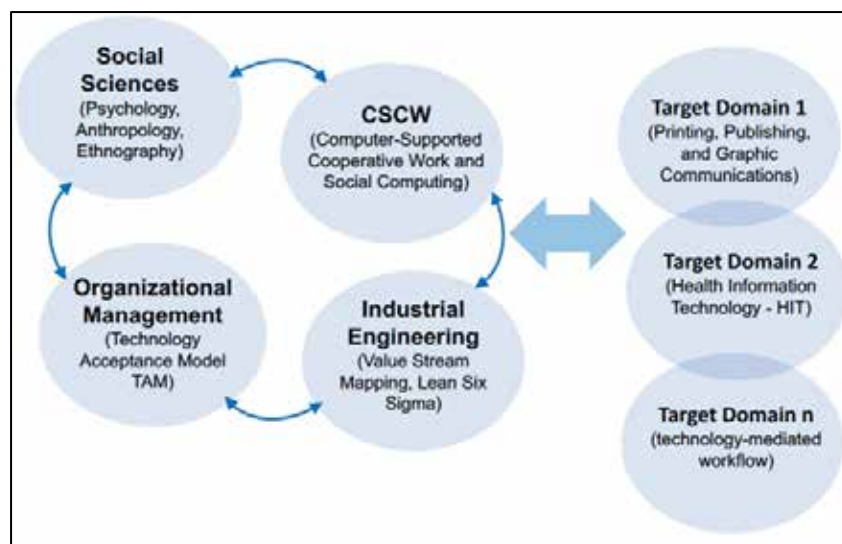 Social
Sciences
(Psychology,
Anthropology,
Ethnography)
CSCW
(Computer-Supported
Cooperative Work and
Social Computing)
Organizational
Management
(Technology
Acceptance Model
TAM)
Industrial
Engineering
(Value Stream
Mapping, Lean Six
Sigma)
Target Domain 1
(Printing, Publishing,
and Graphic
Communications)
Target Domain 2
(Health Information
Technology - HIT)
Target Domain n
(technology-mediated
workflow)